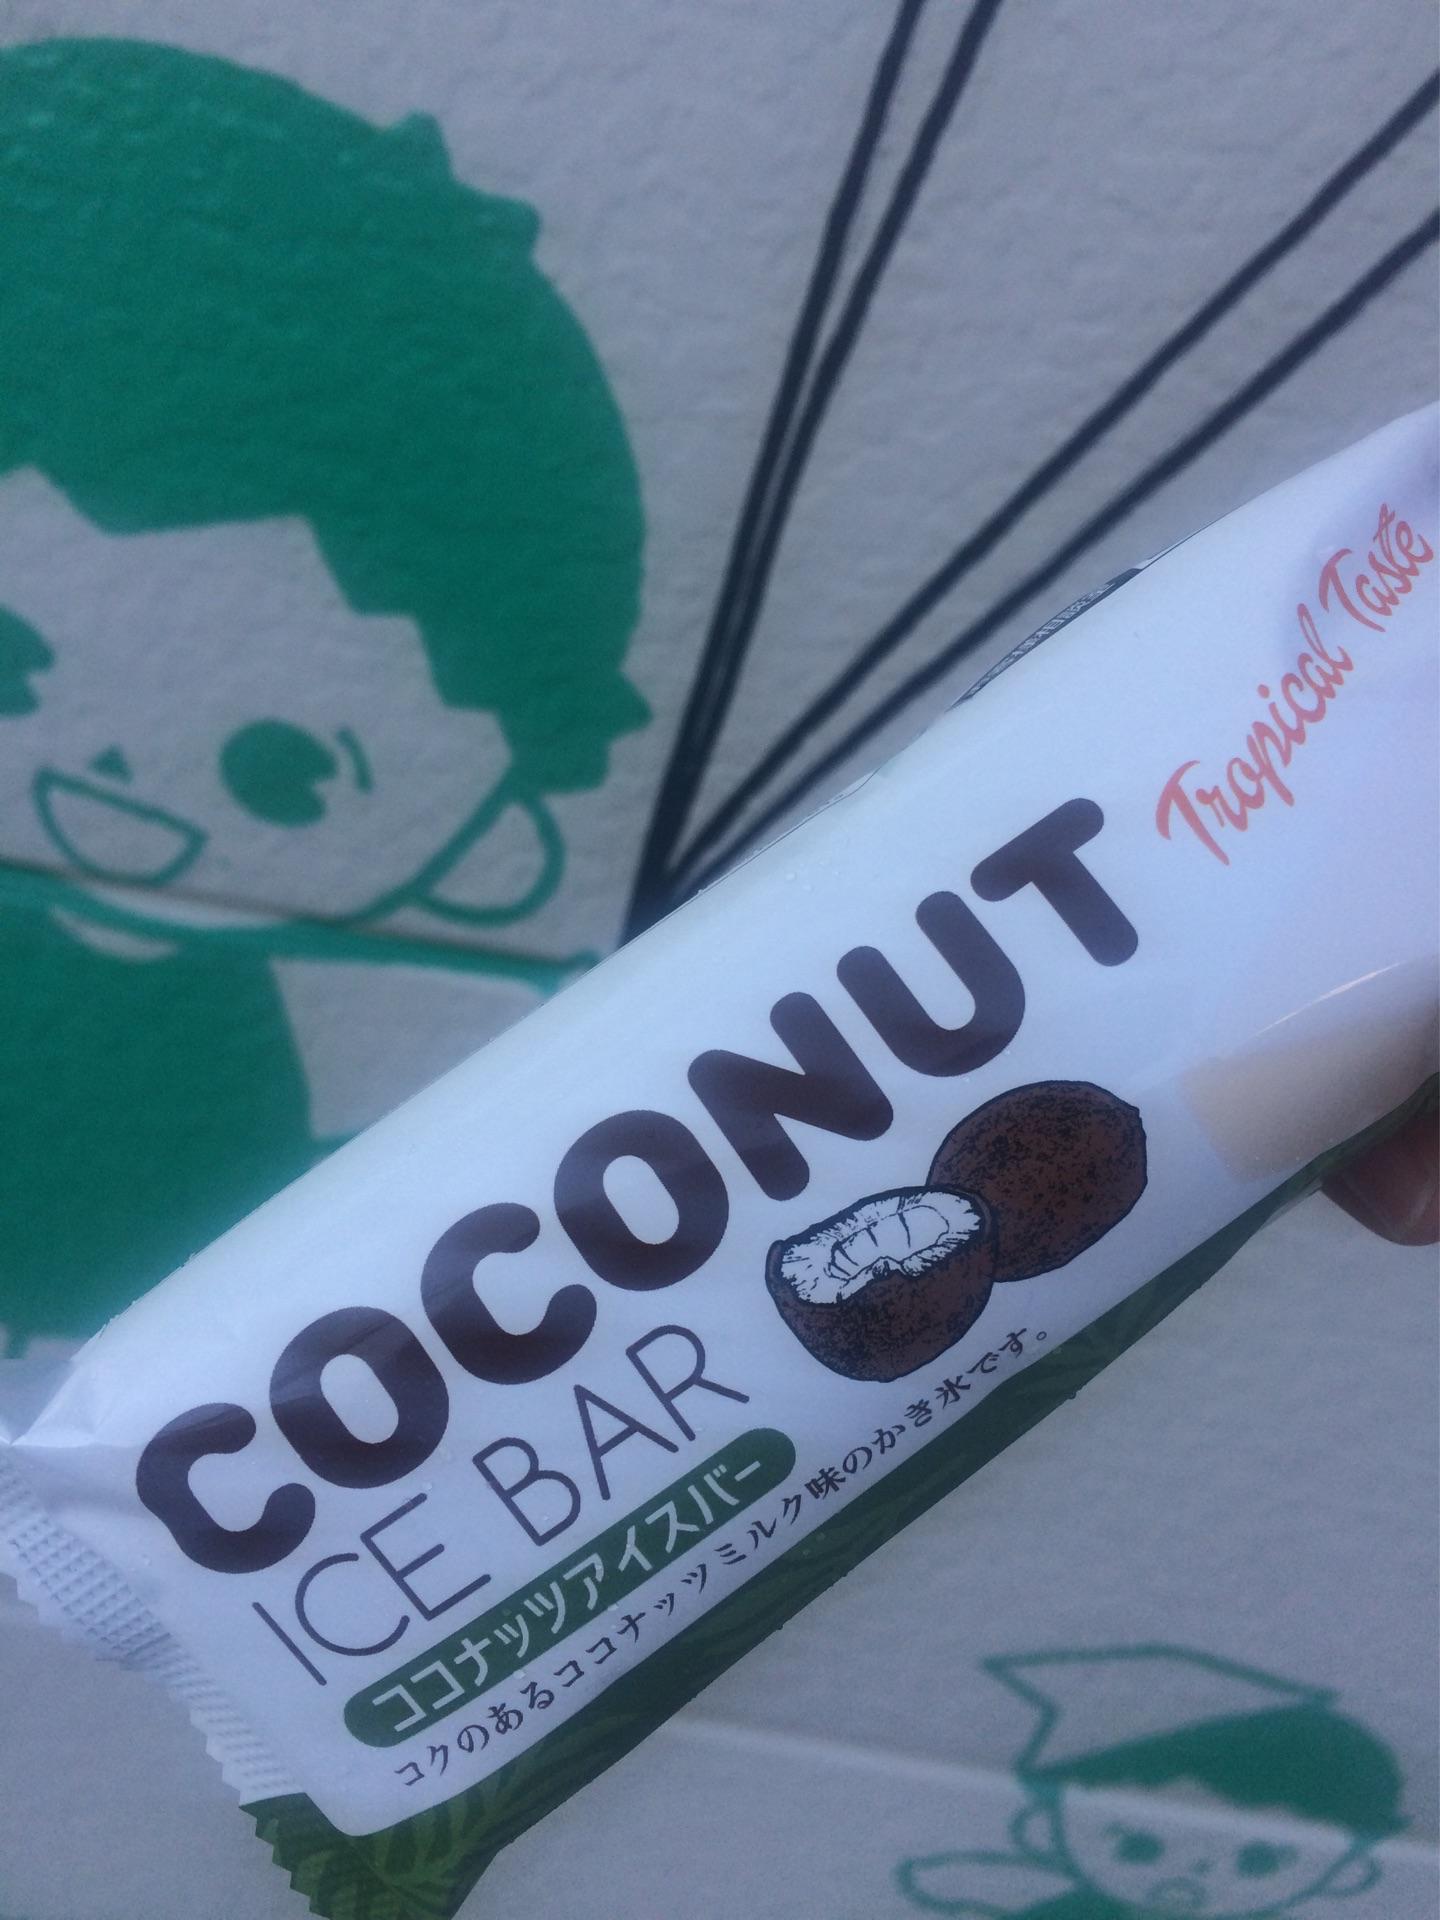 Tropical Taste
COCONUT
ICE BAR
ココナッツアイスバー
コクのあるココナッツミルク味のかき氷です。